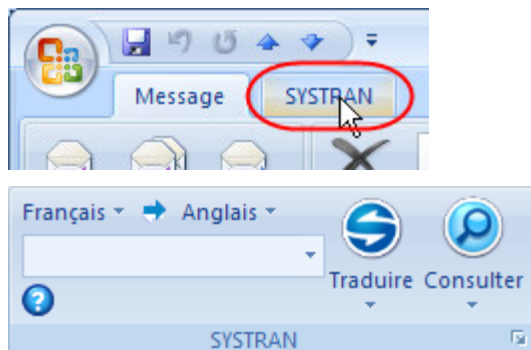 Message SYSTRAN
Français Anglais
Traduire Consulter
SYSTRAN